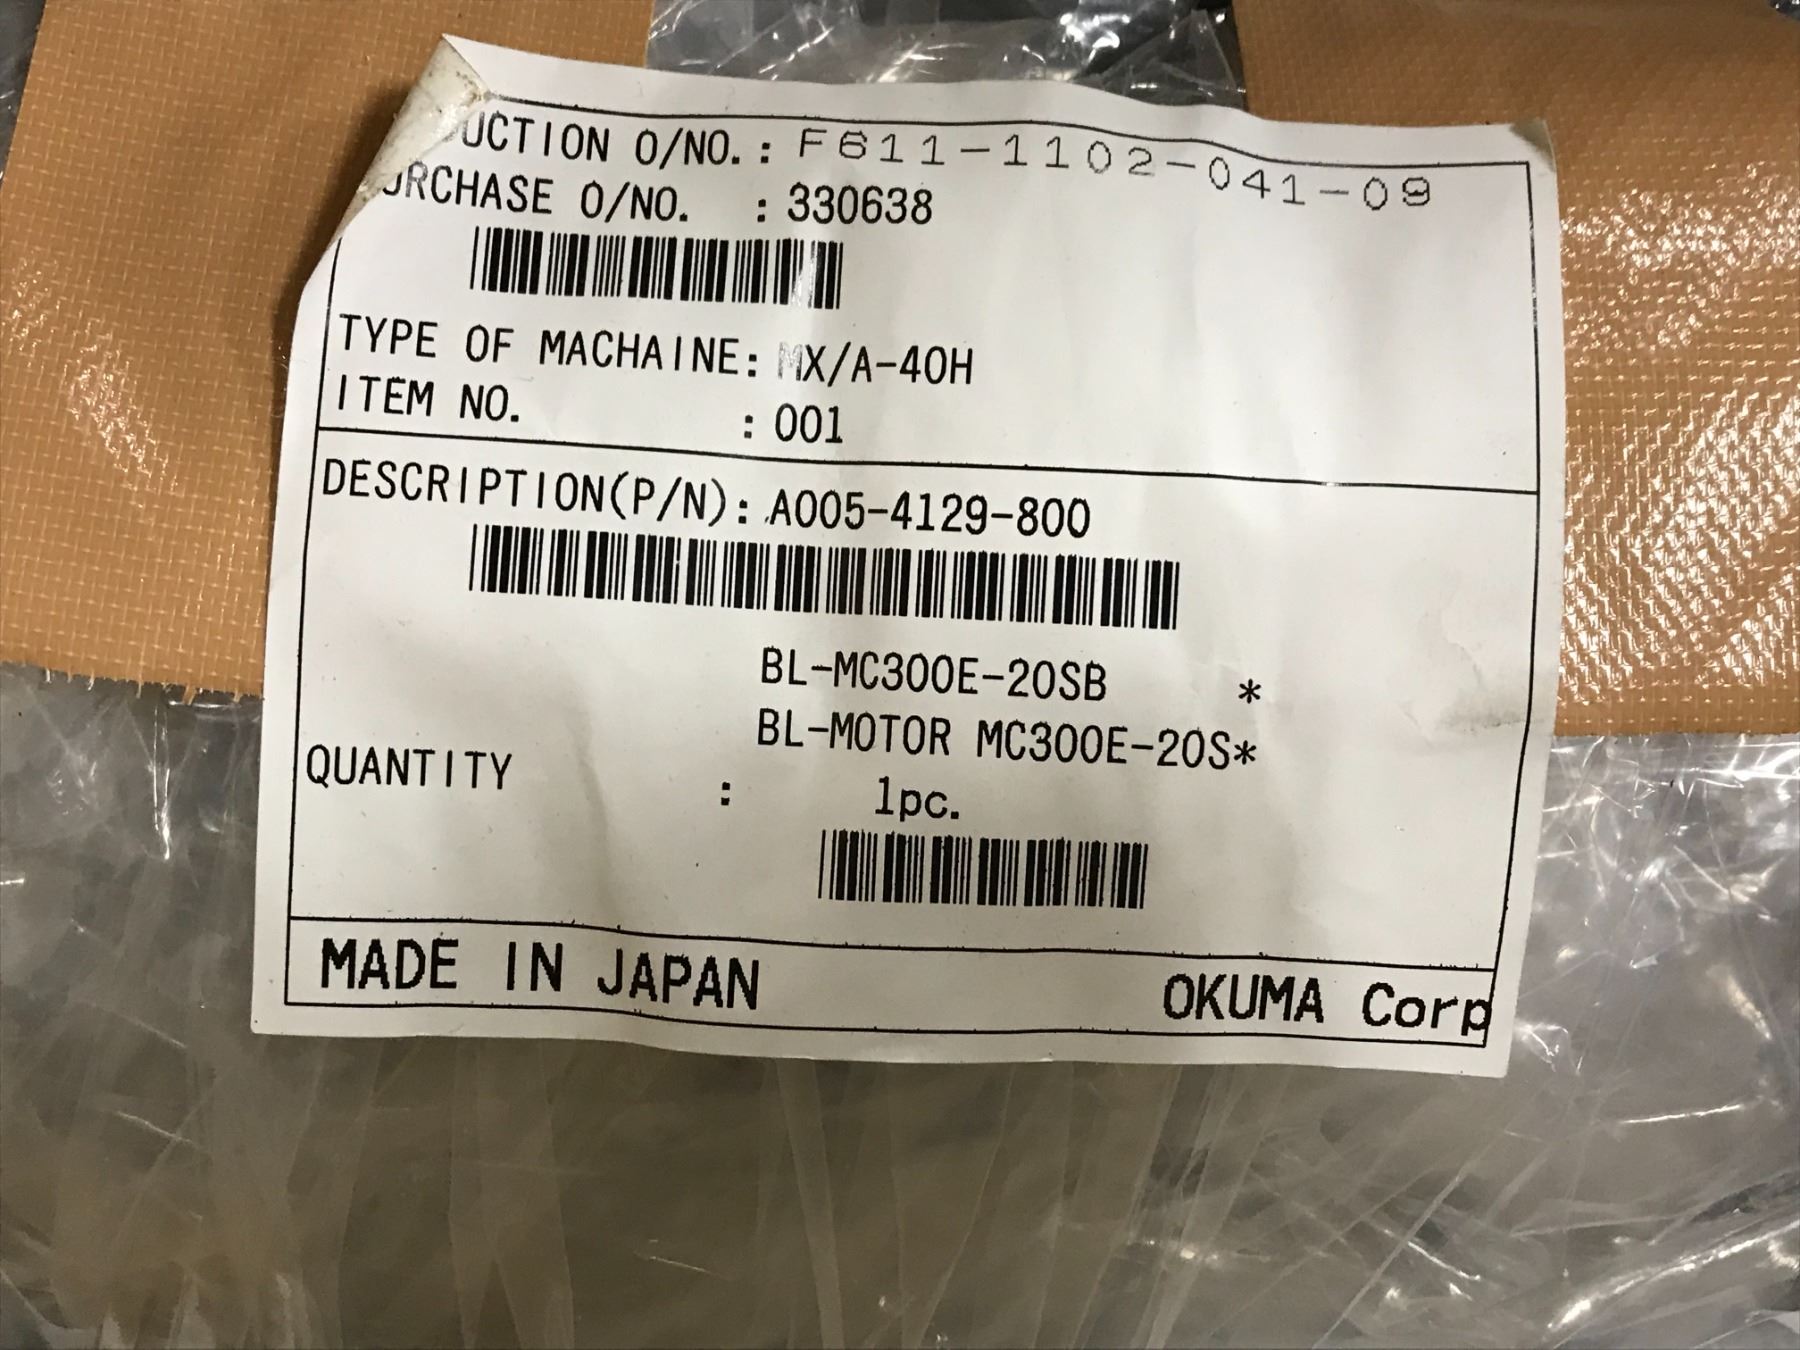 UCTION O/NO.: F611-1102-041-09
URCHASE O/NO. : 330638
TYPE OF MACHAINE: MX/A-40H
ITEM NO. : 001
DESCRIPTION(P/N): A005-4129-800
BL-MC300E-20SB *
BL-MOTOR MC300E-20S*
QUANTITY : 1pc.
MADE IN JAPAN OKUMA Corp